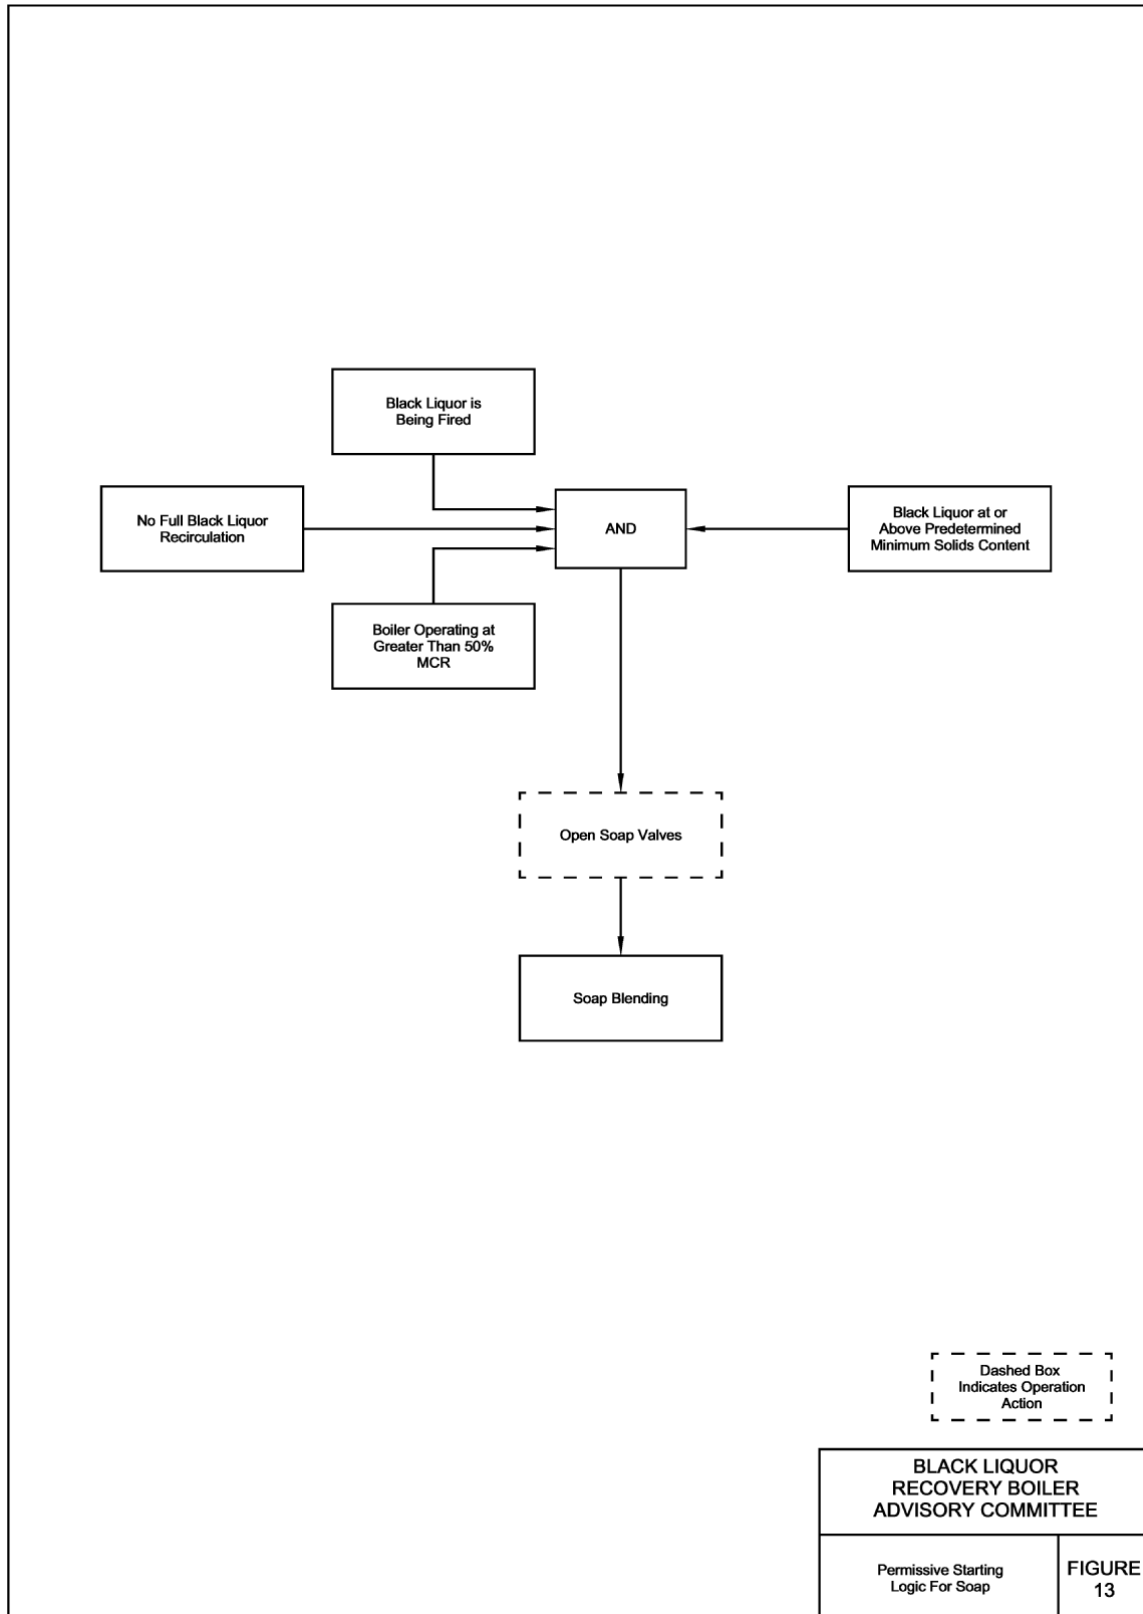 Black Liquor is
Being Fired
No Full Black Liquor
Recirculation
AND
Black Liquor at or
Above Predetermined
Minimum Solids Content
Boiler Operating at
Greater Than 50%
MCR
Open Soap Valves
Soap Blending
Dashed Box
Indicates Operation
Action
BLACK LIQUOR
RECOVERY BOILER
ADVISORY COMMITTEE
Permissive Starting
Logic For Soap
FIGURE
13